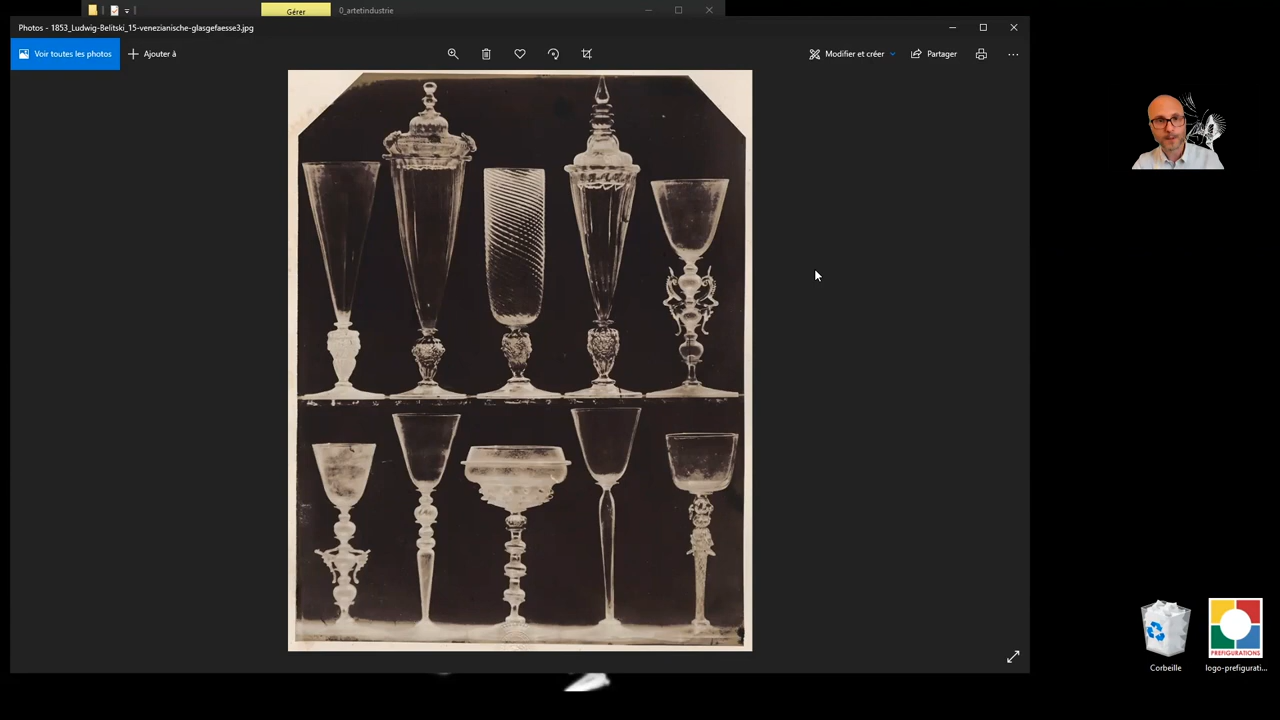 Gérer
0_artetindustrie
Photos - 1853_Ludwig-Belitski_15-venezianische-glasgefaesse3.jpg
Voir toutes les photos
Ajouter à
Modifier et créer
Partager
PREFIGURATIONS
Corbeille
logo-prefigurati...